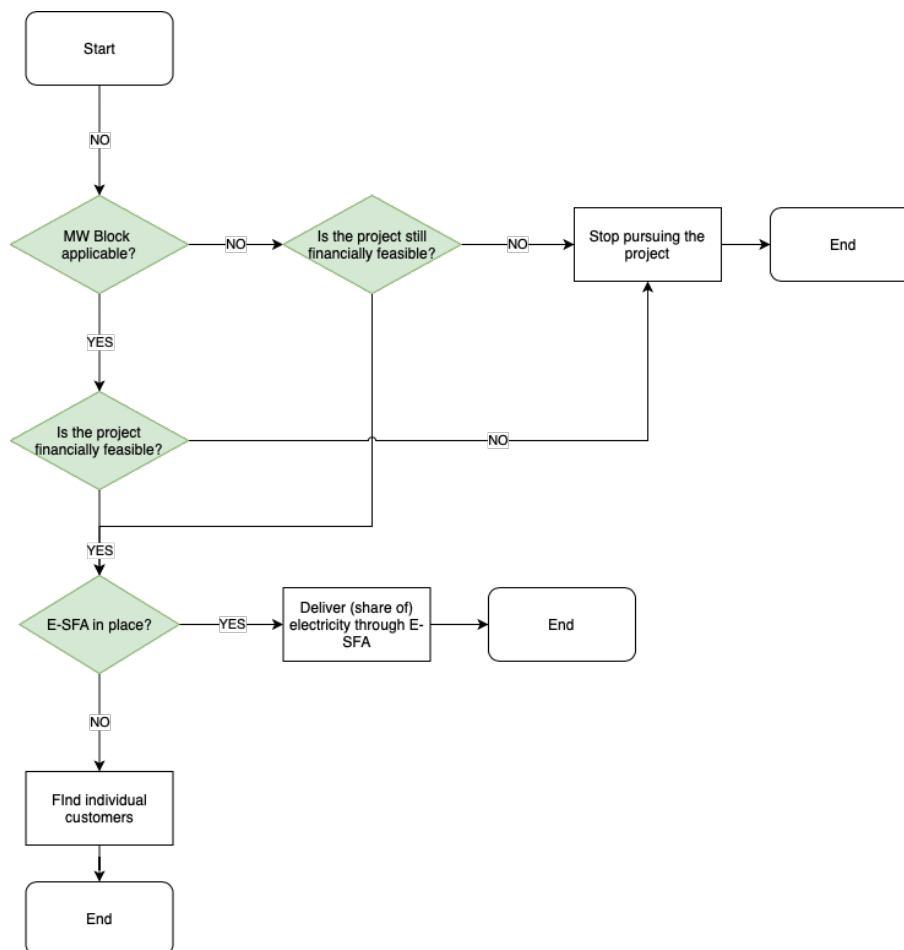 Start
NO
MW Block
applicable?
NO
Is the project still
financially feasible?
NO
Stop pursuing the
project
End
YES
Is the project
financially feasible?
NO
YES
E-SFA in place?
YES
Deliver (share of)
electricity through E-
SFA
End
NO
FInd individual
customers
End